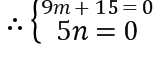 ∴ { 9m + 15 = 0
5n = 0